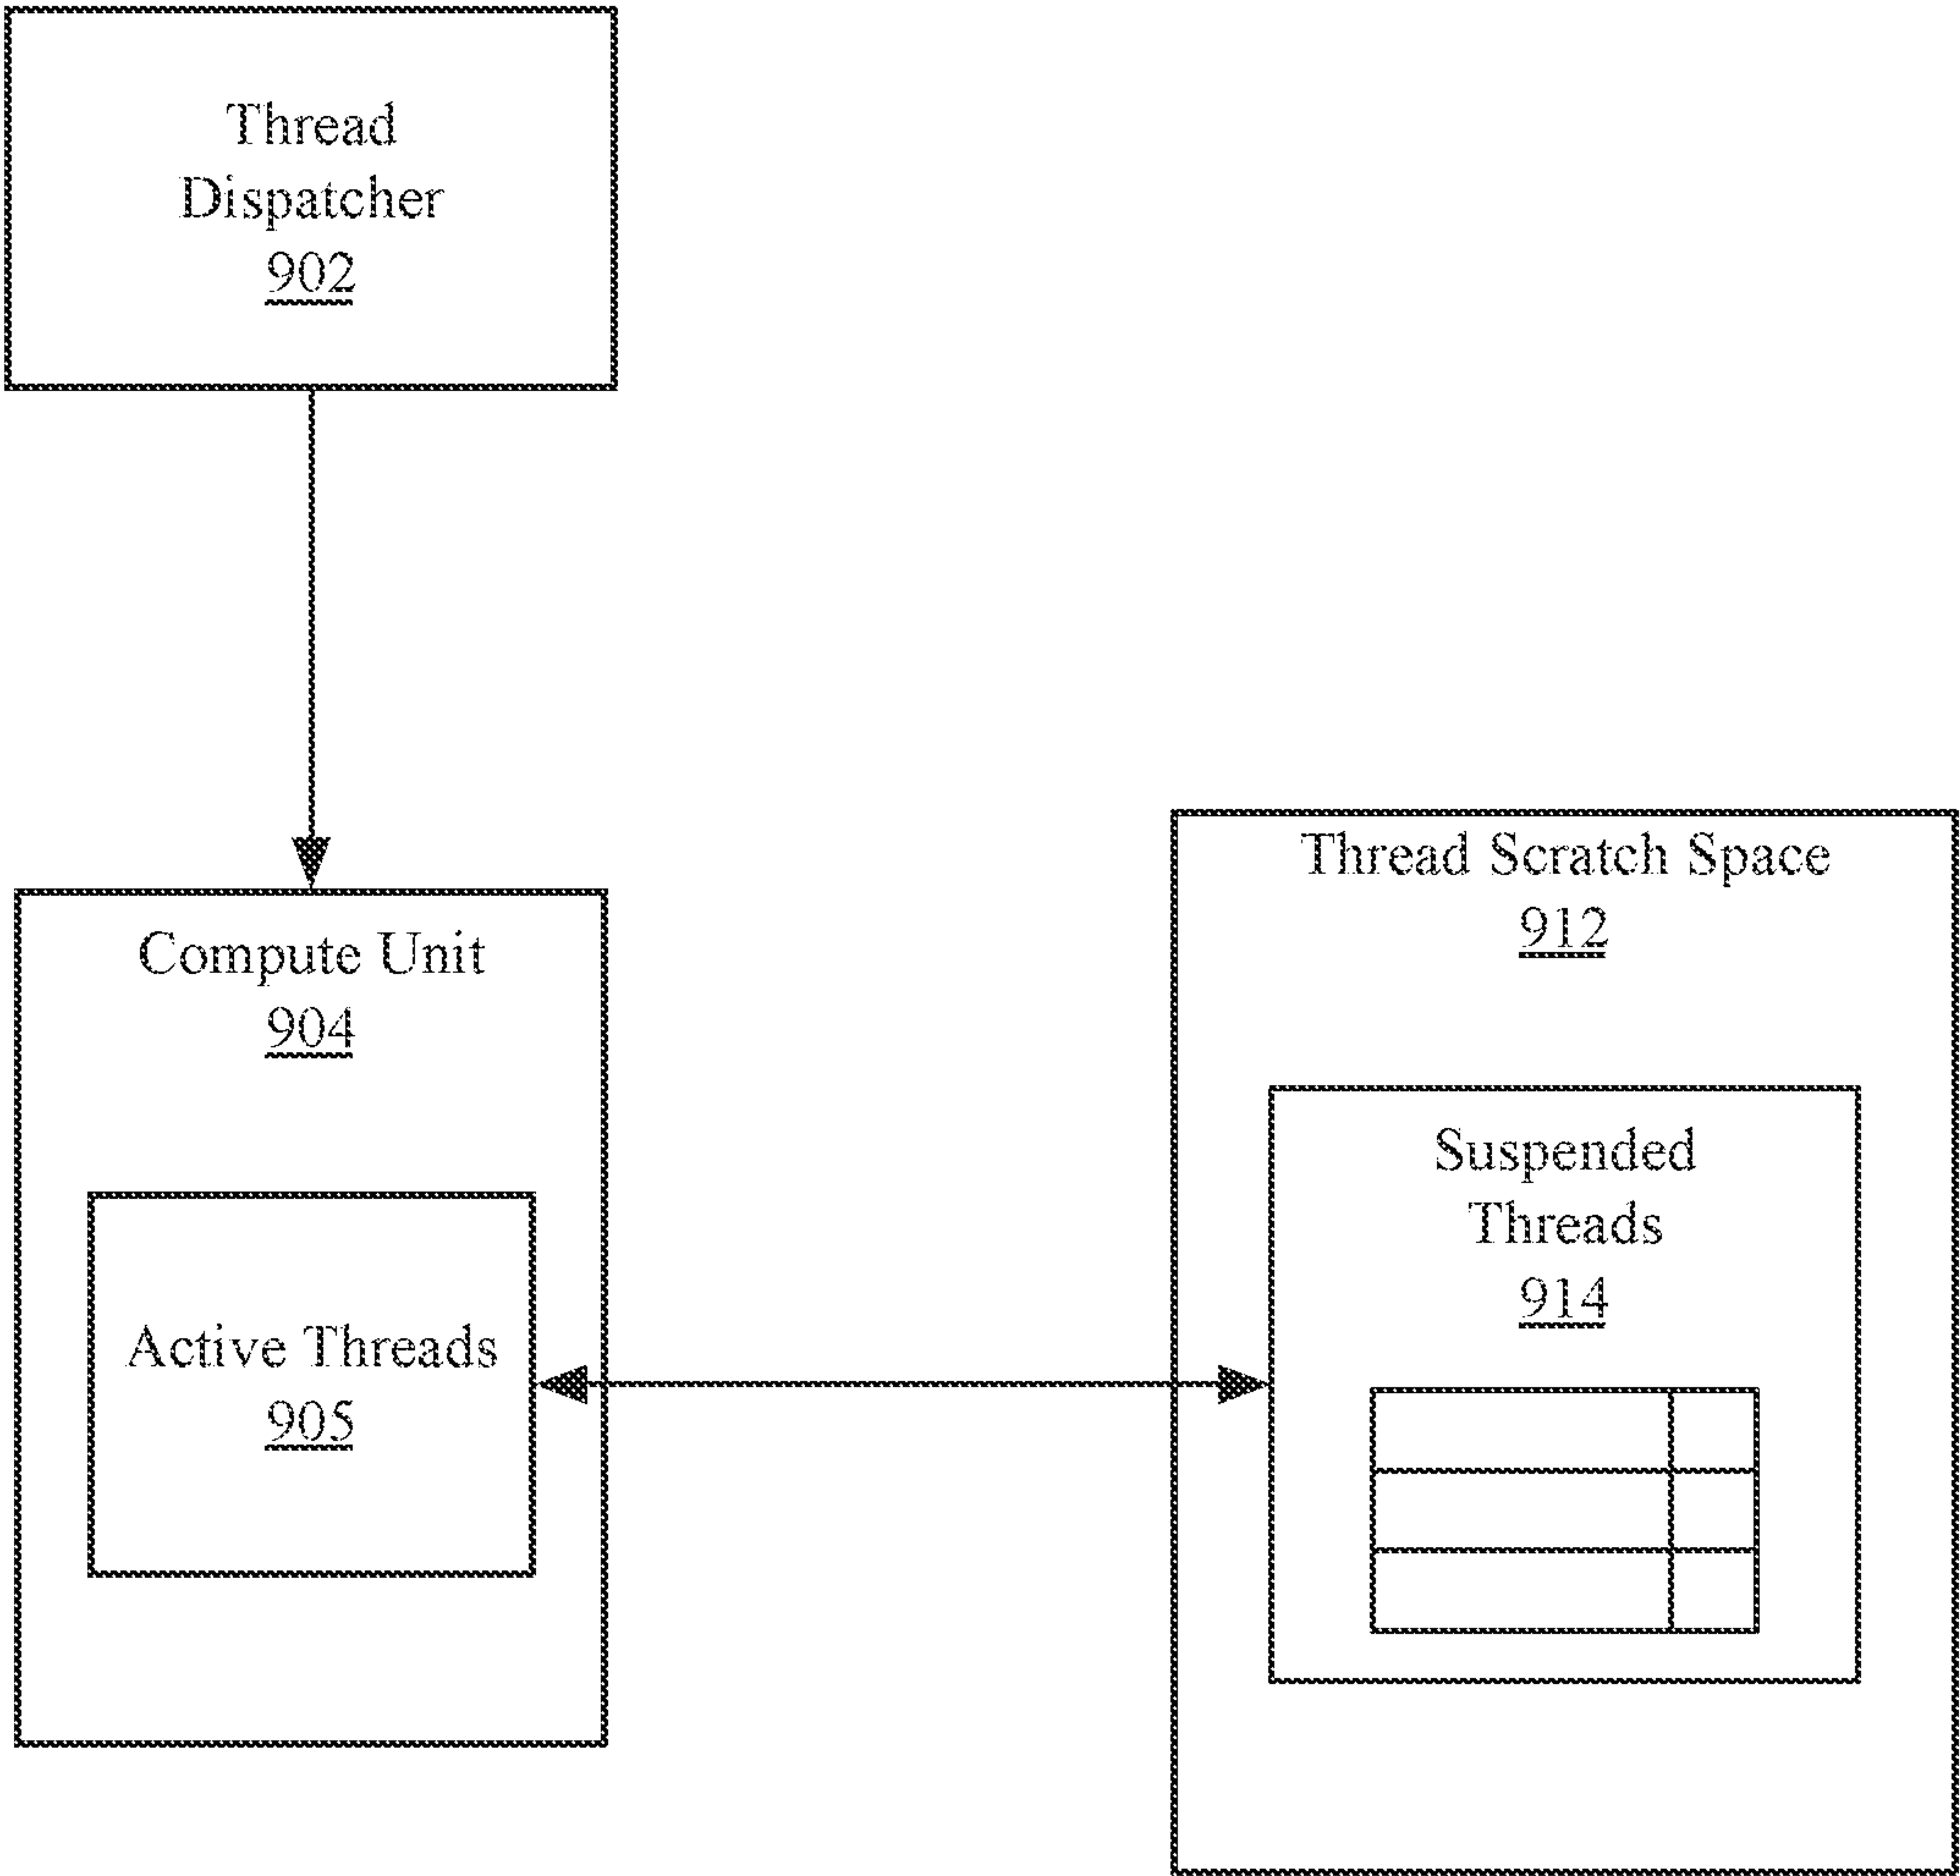 Thread
Dispatcher
902
Compute Unit
904
Active Threads
905
Thread Scratch Space
912
Suspended
Threads
914